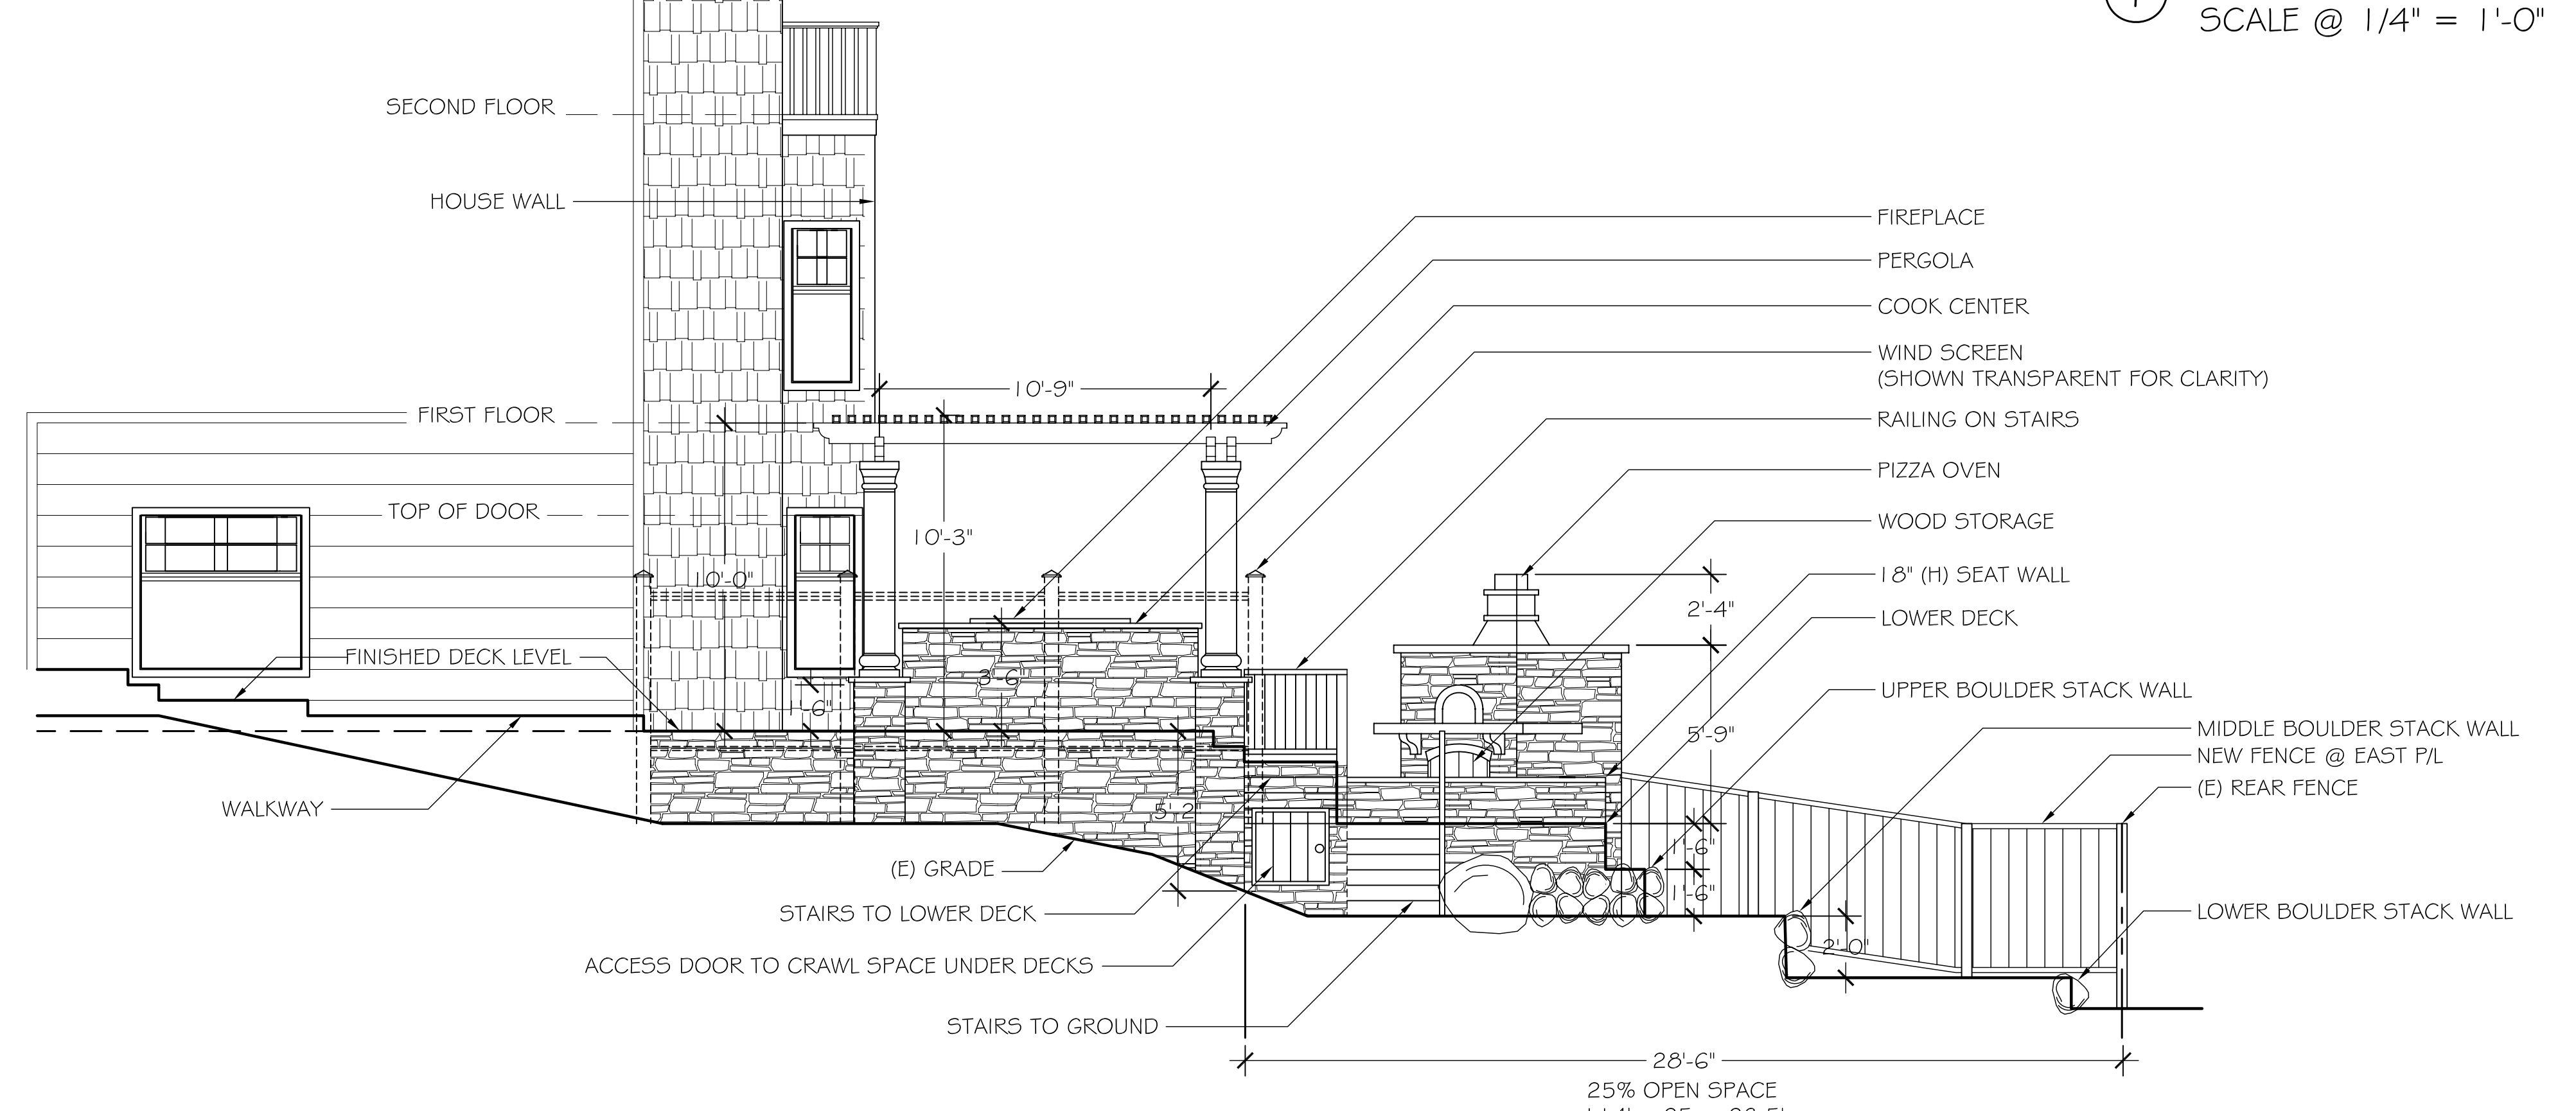 1
SCALE @ 1/4" = 1'-0"
SECOND FLOOR
HOUSE WALL
FIRST FLOOR
TOP OF DOOR
FINISHED DECK LEVEL
WALKWAY
(E) GRADE
STAIRS TO LOWER DECK
ACCESS DOOR TO CRAWL SPACE UNDER DECKS
STAIRS TO GROUND
10'-9"
10'-3"
10'-0"
3'-6"
1'-6"
5'-2"
FIREPLACE
PERGOLA
COOK CENTER
WIND SCREEN
(SHOWN TRANSPARENT FOR CLARITY)
RAILING ON STAIRS
PIZZA OVEN
WOOD STORAGE
18" (H) SEAT WALL
LOWER DECK
UPPER BOULDER STACK WALL
MIDDLE BOULDER STACK WALL
NEW FENCE @ EAST P/L
(E) REAR FENCE
LOWER BOULDER STACK WALL
2'-4"
5'-9"
1'-6"
1'-6"
2'-0"
28'-6"
25% OPEN SPACE